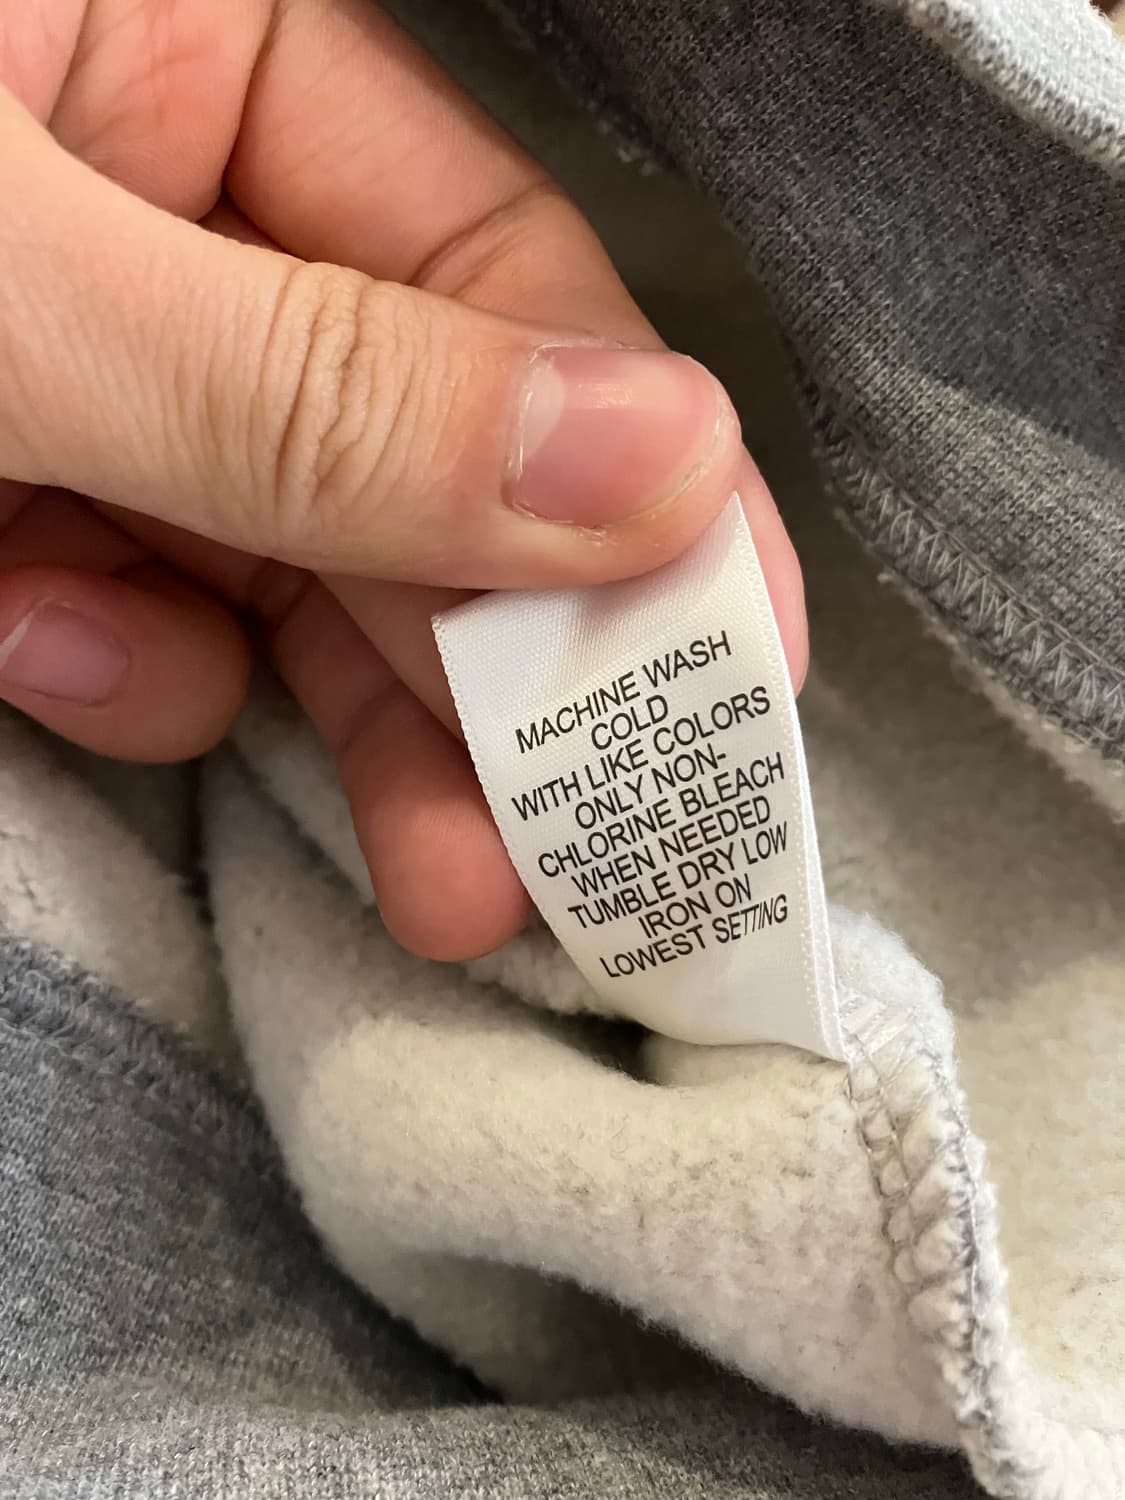 MACHINE WASH
COLD
WITH LIKE COLORS
ONLY NON-
CHLORINE BLEACH
WHEN NEEDED
TUMBLE DRY LOW
IRON ON
LOWEST SETTING